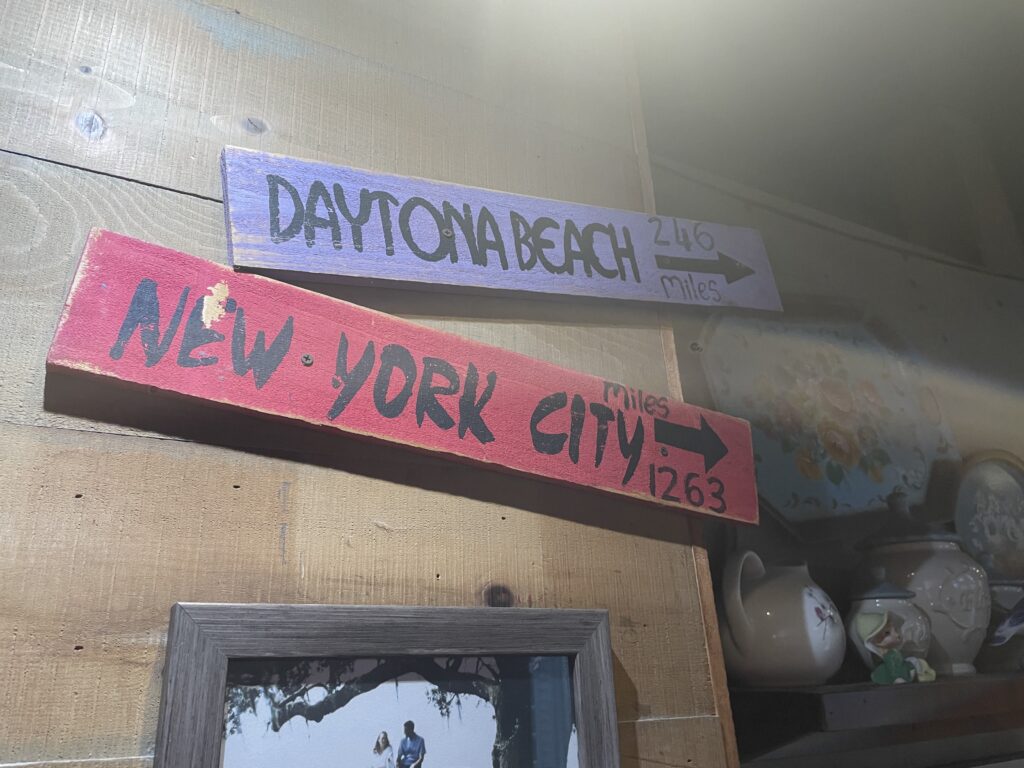 DAYTONA BEACH 246
miles
NEW YORK CITY miles
1263